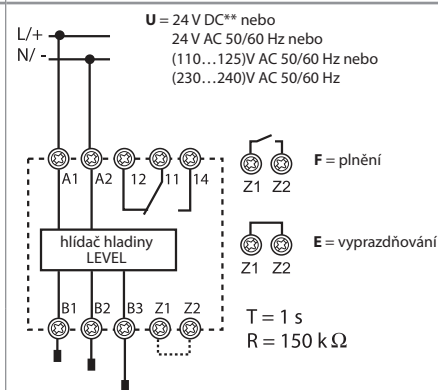 U = 24 V DC** nebo
24 V AC 50/60 Hz nebo
(110...125)V AC 50/60 Hz nebo
(230...240)V AC 50/60 Hz
L/+
N/ -
A1 A2 12 11 14
Z1 Z2
F = plnění
hlídač hladiny
LEVEL
Z1 Z2
E = vyprazdňování
B1 B2 B3 Z1 Z2
T = 1 s
R = 150 k Ω